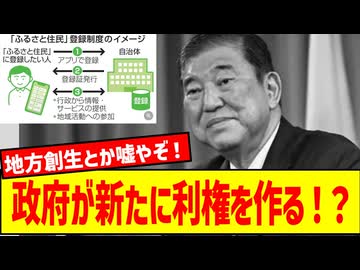 「ふるさと住民」登録制度のイメージ
「ふるさと住民」
に登録したい人
自治体
1
アプリで登録
2
登録証発行
3
・行政から情報・
サービスの提供
・地域活動への参加
登録
地方創生とか嘘やぞ！
政府が新たに利権を作る！？